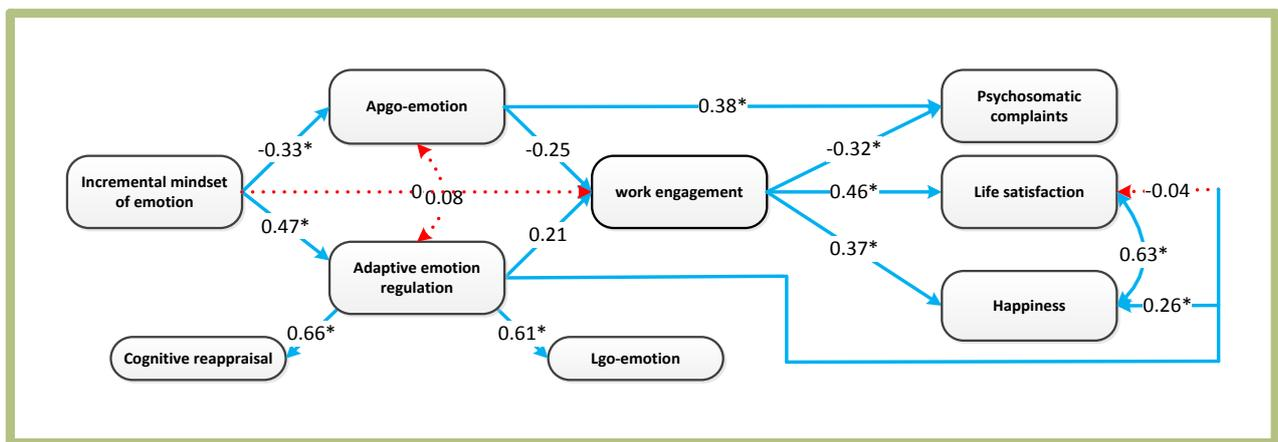 Apgo-emotion
0.38*
Psychosomatic
complaints
-0.33*
-0.25
-0.32*
Incremental mindset
of emotion
0
0.08
work engagement
0.46*
Life satisfaction
-0.04
0.47*
0.21
0.37*
0.63*
Adaptive emotion
regulation
Happiness
0.26*
0.66*
0.61*
Cognitive reappraisal
Lgo-emotion